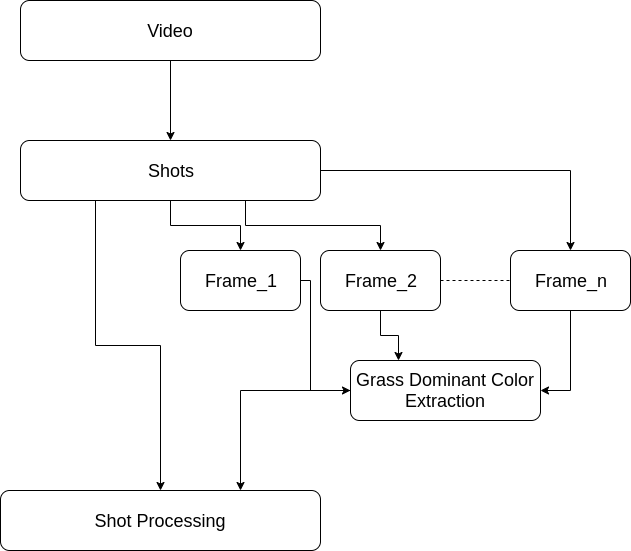 Video
Shots
Frame_1
Frame_2
Frame_n
Grass Dominant Color
Extraction
Shot Processing